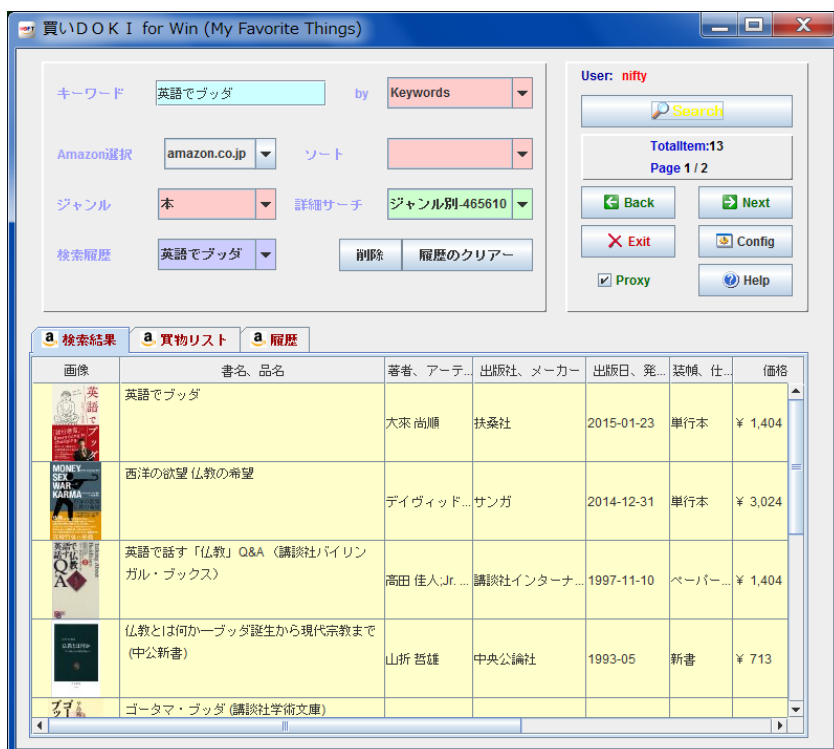 買いＤＯＫＩ for Win (My Favorite Things)
キーワード 英語でブッダ by Keywords
Amazon選択 amazon.co.jp ソート
ジャンル 本 詳細サーチ ジャンル別-465610
検索履歴 英語でブッダ 削除 履歴のクリアー
User: nifty
Search
TotalItem:13
Page 1 / 2
Back Next
Exit Config
Proxy Help
検索結果 買物リスト 履歴
画像 書名、品名 著者、アーテ... 出版社、メーカー 出版日、発... 装幀、仕... 価格
英語でブッダ 大來 尚順 扶桑社 2015-01-23 単行本 ¥ 1,404
英語でブッダ
MONEY
SEX
WAR
KARMA
西洋の欲望 仏教の希望 デイヴィッド... サンガ 2014-12-31 単行本 ¥ 3,024
英語で話す「仏教」Q&A (講談社バイリン
ガル・ブックス)
高田 佳人;Jr. ... 講談社インターナ... 1997-11-10 ペーパー... ¥ 1,404
仏教とは何か―ブッダ誕生から現代宗教まで
(中公新書)
山折 哲雄 中央公論社 1993-05 新書 ¥ 713
ゴータマ・ブッダ (講談社学術文庫)